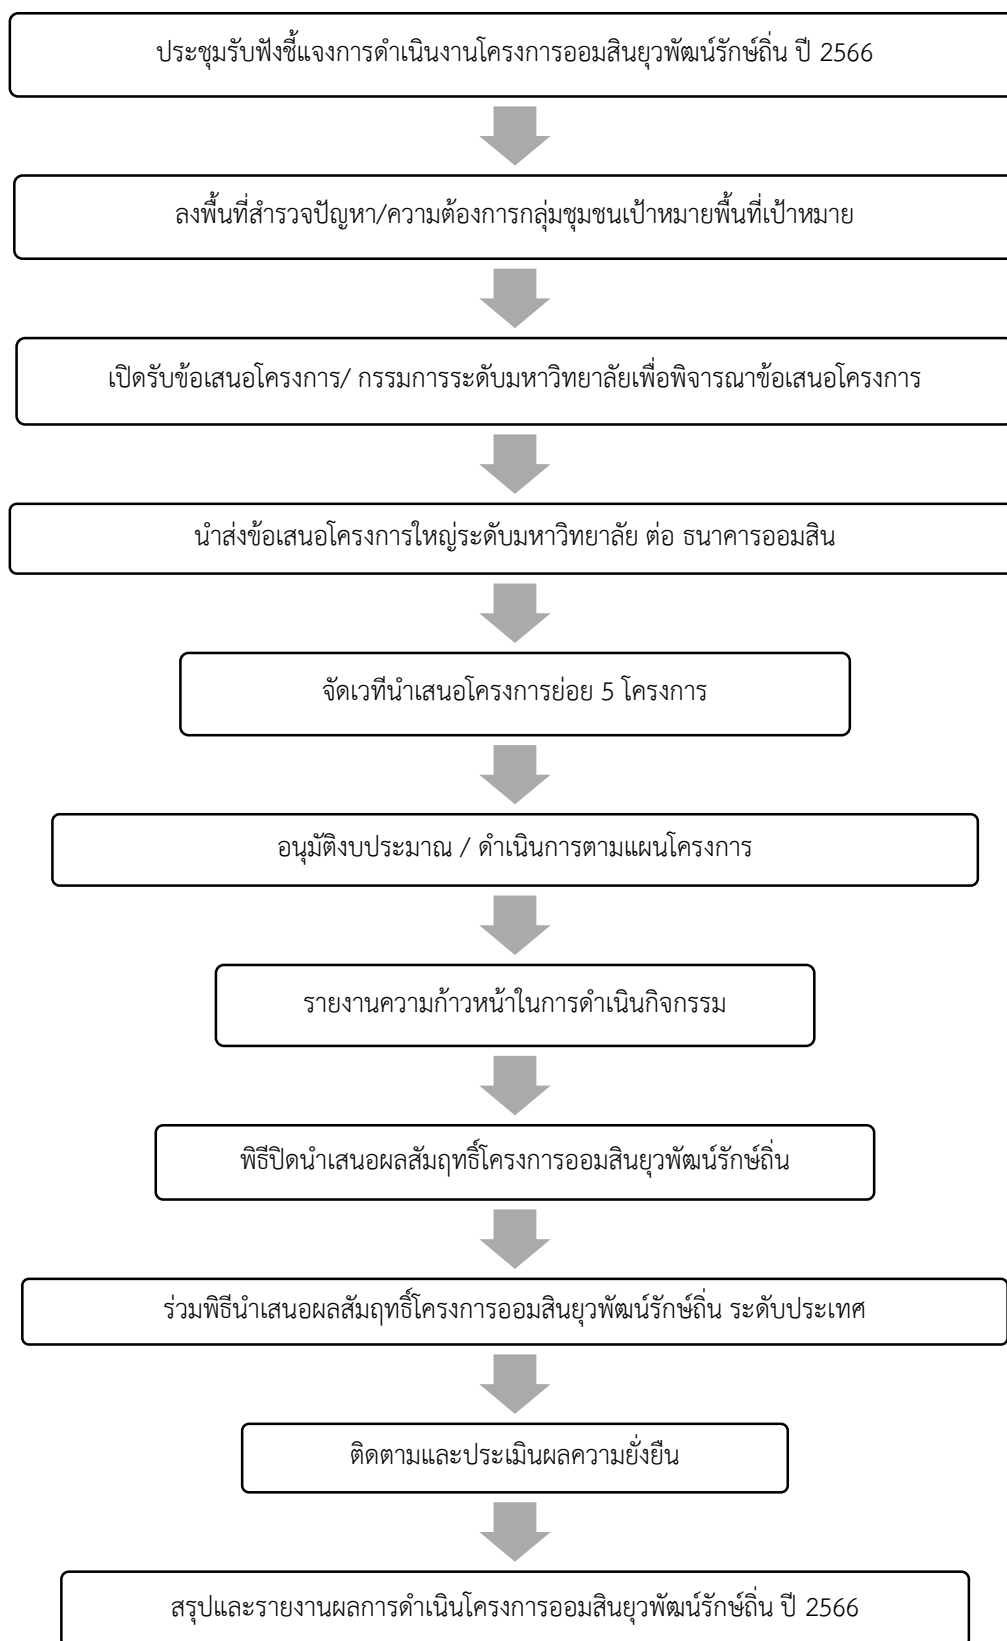 ประชุมรับฟังชี้แจงการดำเนินงานโครงการออมสินยุวพัฒน์รักษ์ถิ่น ปี 2566
ลงพื้นที่สำรวจปัญหา/ความต้องการกลุ่มชุมชนเป้าหมายพื้นที่เป้าหมาย
เปิดรับข้อเสนอโครงการ/ กรรมการระดับมหาวิทยาลัยเพื่อพิจารณาข้อเสนอโครงการ
นำส่งข้อเสนอโครงการใหญ่ระดับมหาวิทยาลัย ต่อ ธนาคารออมสิน
จัดเวทีนำเสนอโครงการย่อย 5 โครงการ
อนุมัติงบประมาณ / ดำเนินการตามแผนโครงการ
รายงานความก้าวหน้าในการดำเนินกิจกรรม
พิธีปิดนำเสนอผลสัมฤทธิ์โครงการออมสินยุวพัฒน์รักษ์ถิ่น
ร่วมพิธีนำเสนอผลสัมฤทธิ์โครงการออมสินยุวพัฒน์รักษ์ถิ่น ระดับประเทศ
ติดตามและประเมินผลความยั่งยืน
สรุปและรายงานผลการดำเนินโครงการออมสินยุวพัฒน์รักษ์ถิ่น ปี 2566